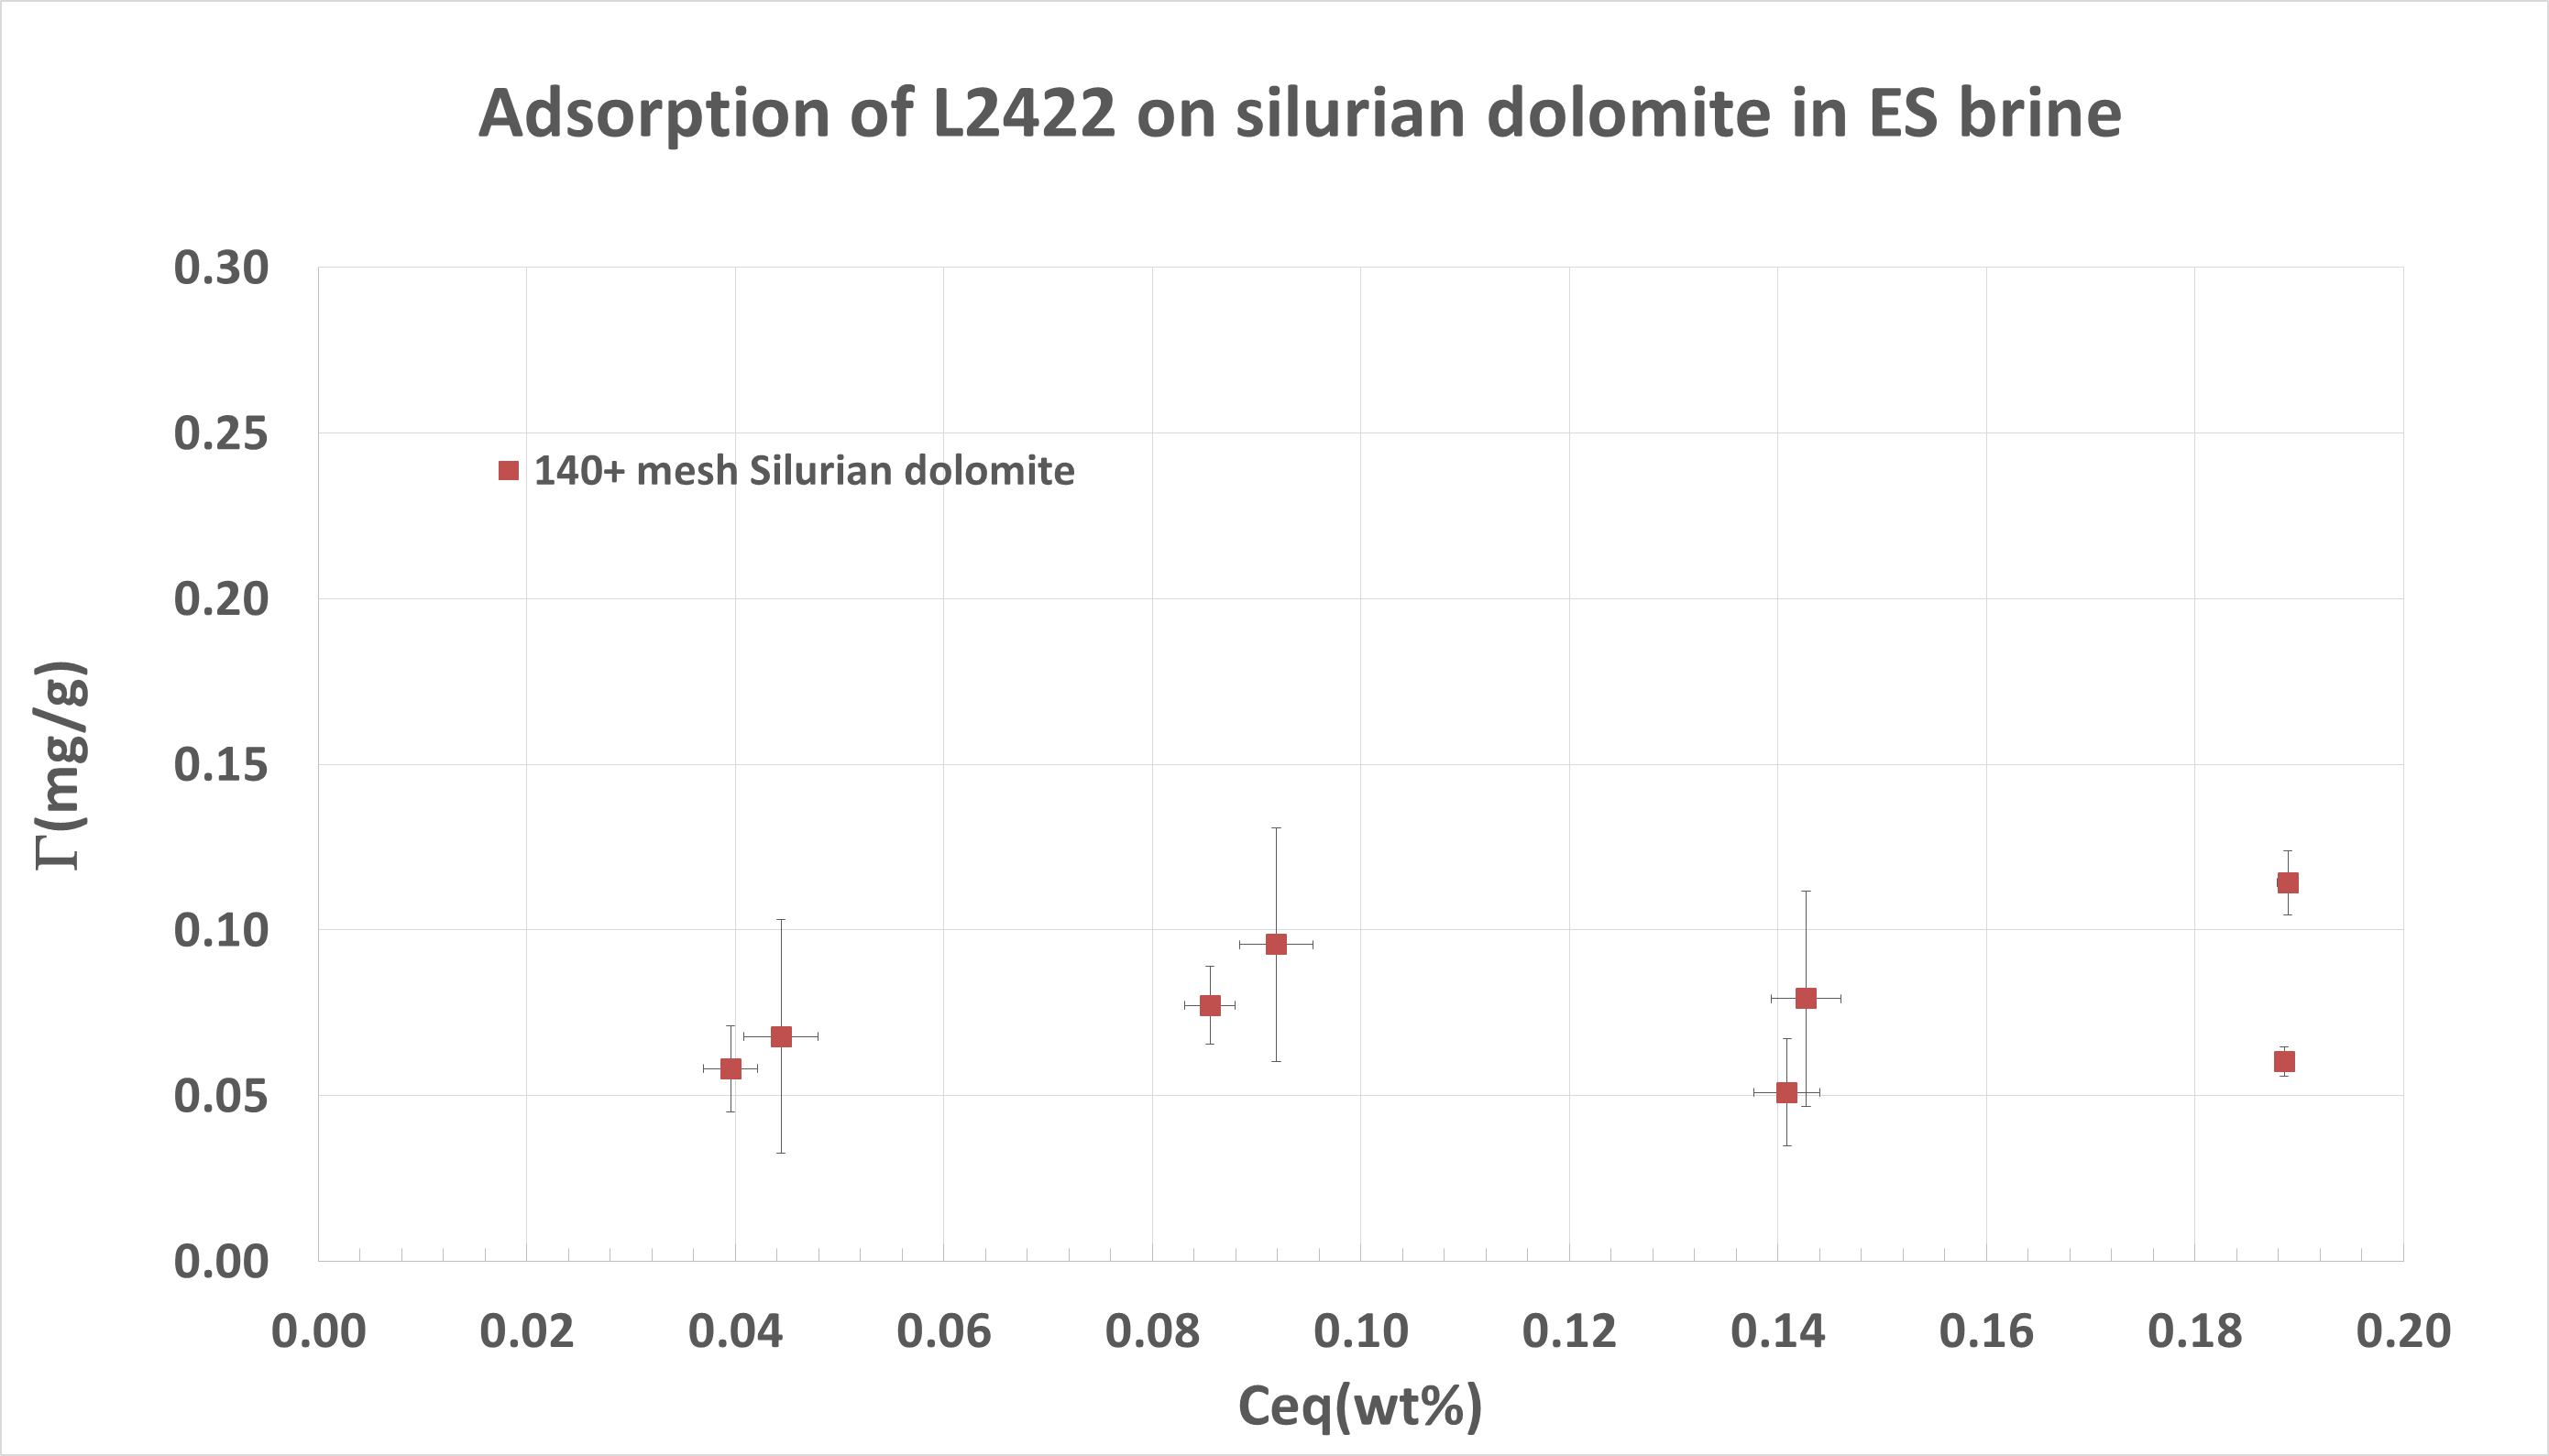 Adsorption of L2422 on silurian dolomite in ES brine
0.30
0.25
140+ mesh Silurian dolomite
0.20
Γ(mg/g)
0.15
0.10
0.05
0.00
0.00 0.02 0.04 0.06 0.08 0.10 0.12 0.14 0.16 0.18 0.20
Ceq(wt%)